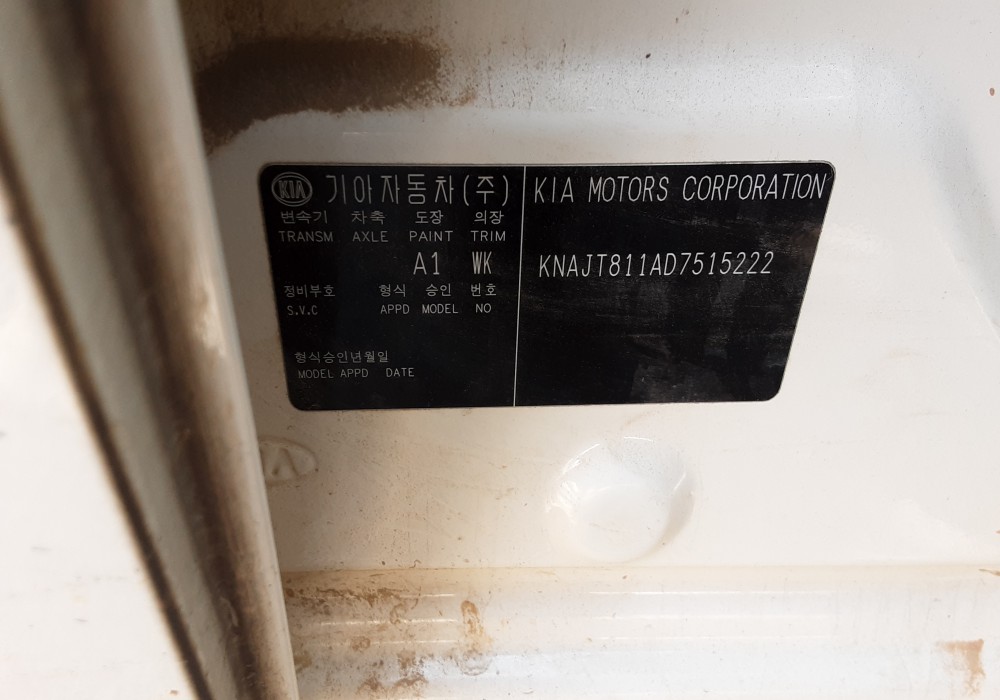 KIA 기아자동차(주) KIA MOTORS CORPORATION
변속기 차축 도장 의장
TRANSM AXLE PAINT TRIM
A1 WK
KNAJT811AD7515222
정비부호 형식 승인 번호
S.V.C APPD MODEL NO
형식승인년월일
MODEL APPD DATE